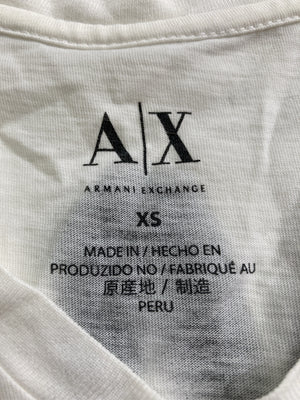 A|X
ARMANI EXCHANGE
XS
MADE IN / HECHO EN
PRODUZIDO NO / FABRIQUÉ AU
原産地 / 制造
PERU